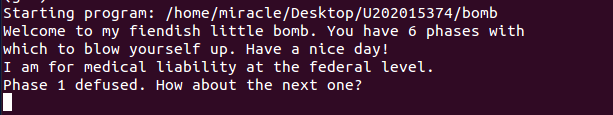 Starting program: /home/miracle/Desktop/U202015374/bomb
Welcome to my fiendish little bomb. You have 6 phases with
which to blow yourself up. Have a nice day!
I am for medical liability at the federal level.
Phase 1 defused. How about the next one?